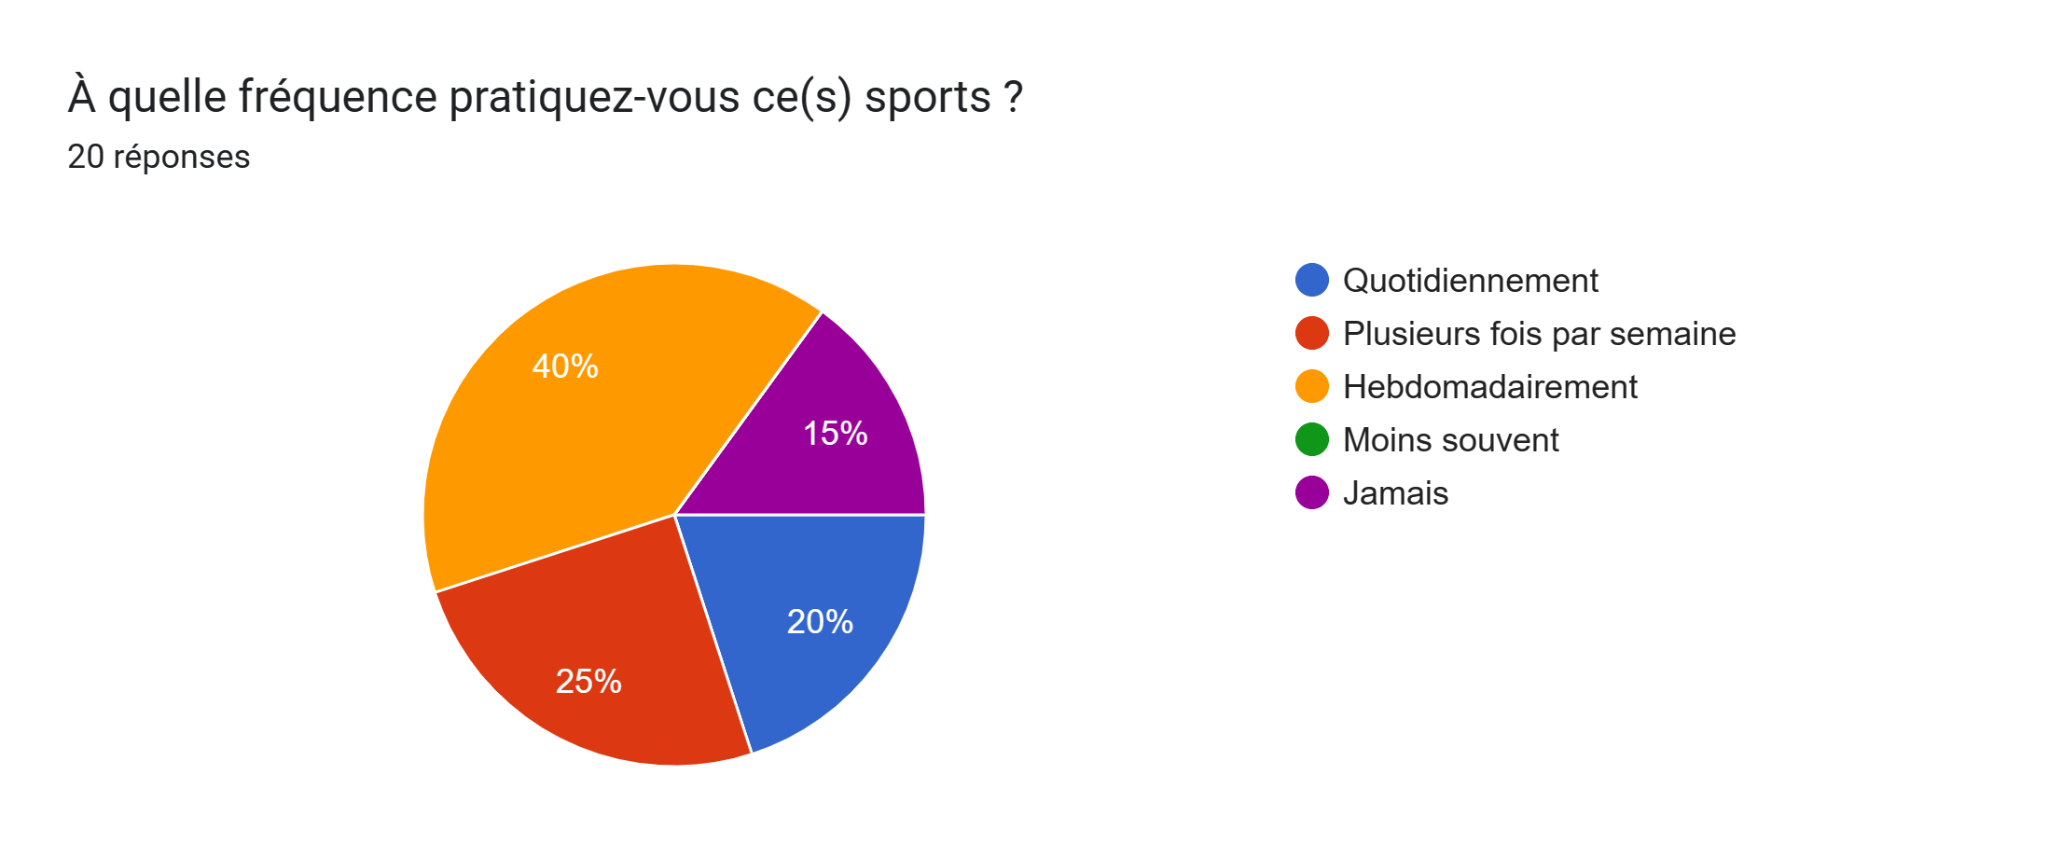 À quelle fréquence pratiquez-vous ce(s) sports ?
20 réponses
40%
15%
20%
25%
Quotidiennement
Plusieurs fois par semaine
Hebdomadairement
Moins souvent
Jamais